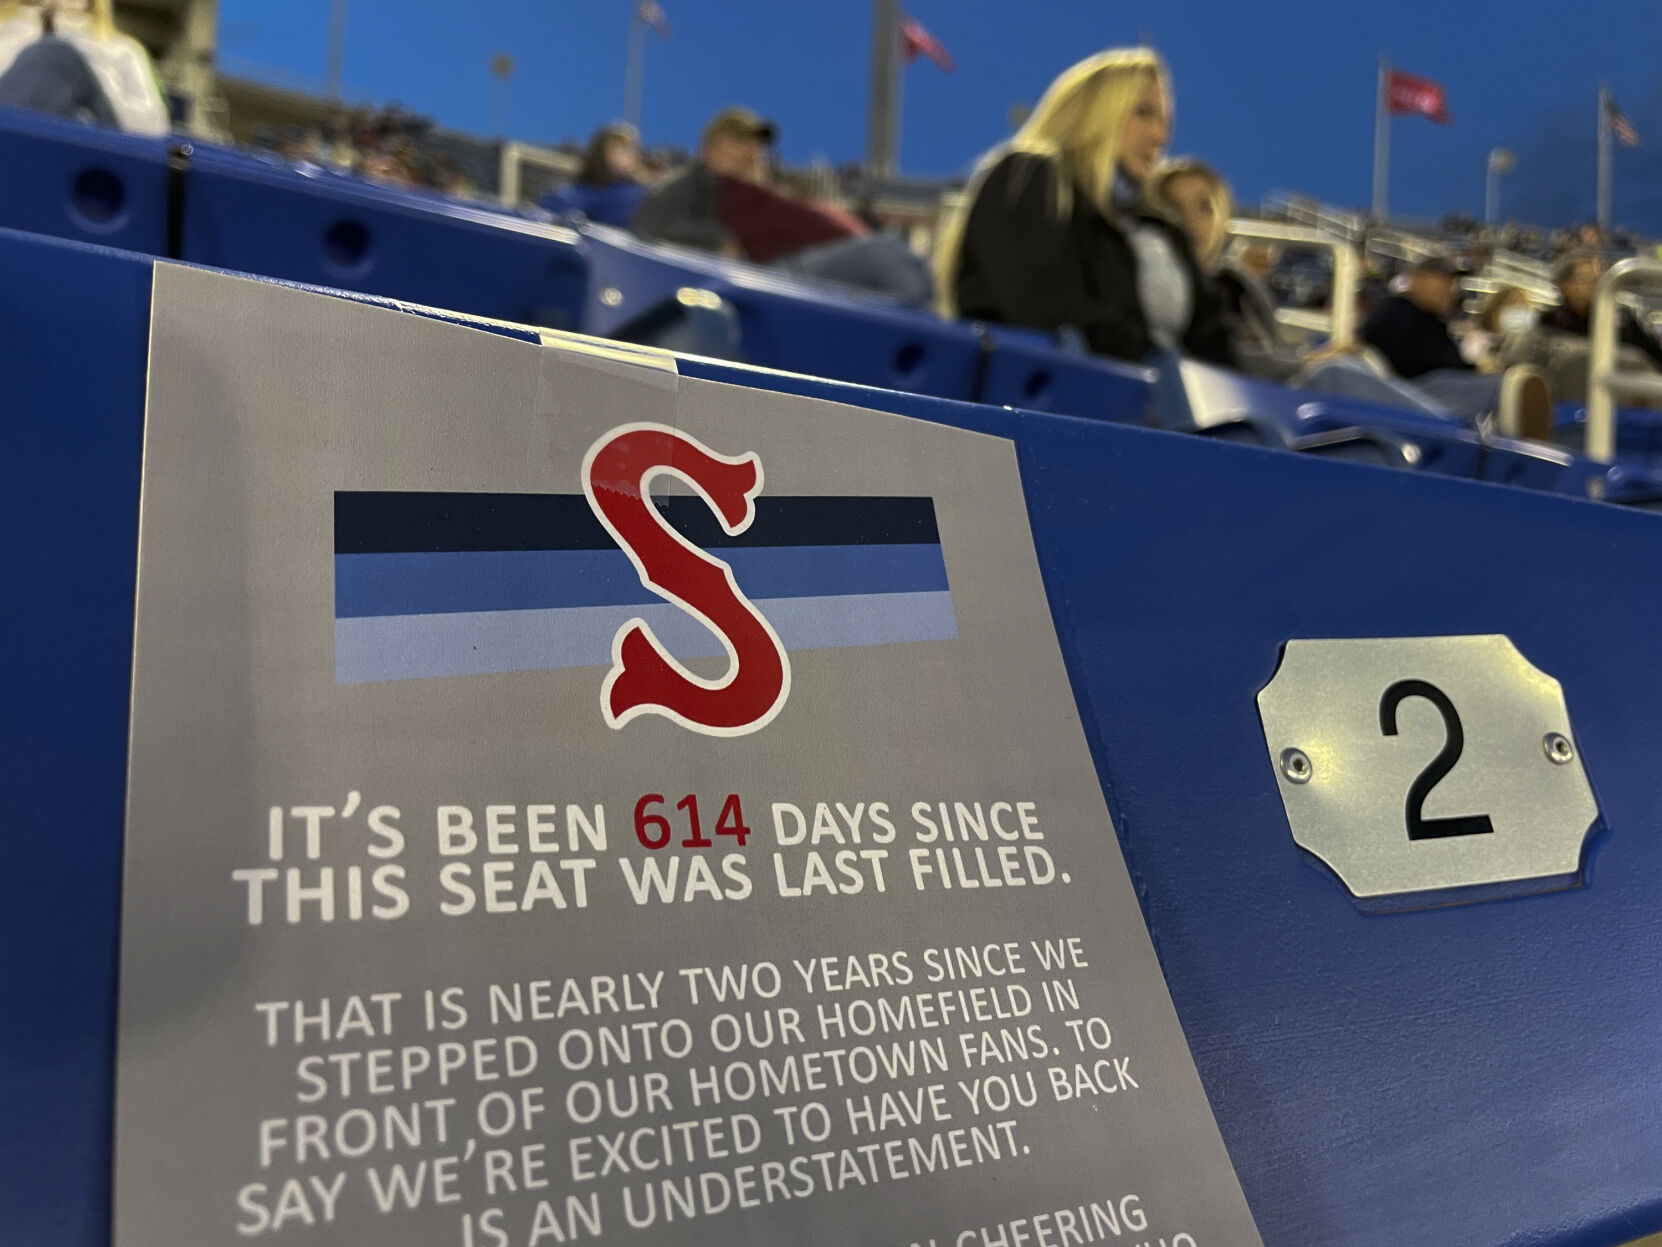 S
IT'S BEEN 614 DAYS SINCE
THIS SEAT WAS LAST FILLED.
THAT IS NEARLY TWO YEARS SINCE WE
STEPPED ONTO OUR HOMEFIELD IN
FRONT OF OUR HOMETOWN FANS. TO
SAY WE'RE EXCITED TO HAVE YOU BACK
IS AN UNDERSTATEMENT.
CHEERING
2